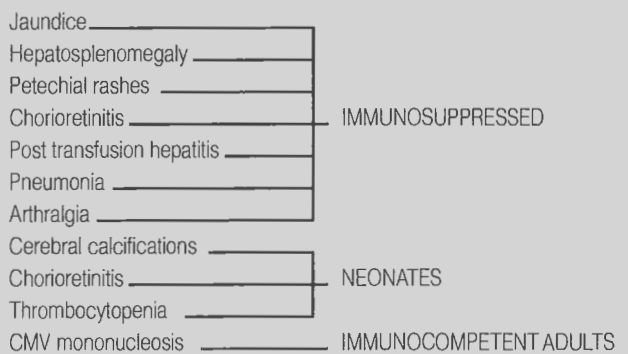 Jaundice
Hepatosplenomegaly
Petechial rashes
Chorioretinitis IMMUNOSUPPRESSED
Post transfusion hepatitis
Pneumonia
Arthralgia
Cerebral calcifications
Chorioretinitis NEONATES
Thrombocytopenia
CMV mononucleosis IMMUNOCOMPETENT ADULTS